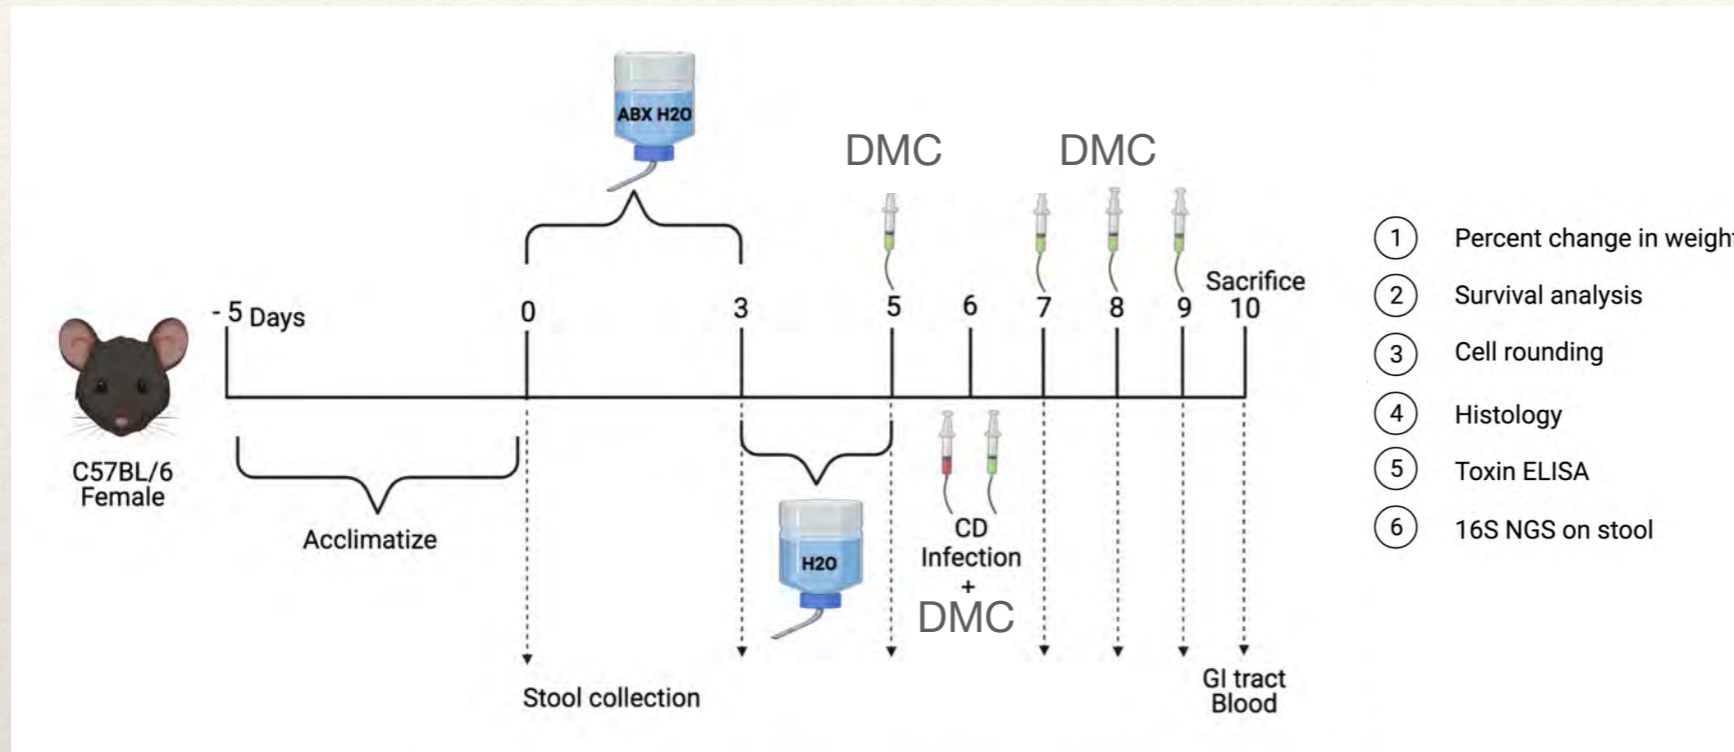 ABX H2O
DMC
DMC
- 5 Days
0
3
5
6
7
8
9
Sacrifice
10
C57BL/6
Female
Acclimatize
H2O
CD
Infection
+
DMC
Stool collection
GI tract
Blood
1 Percent change in weight
2 Survival analysis
3 Cell rounding
4 Histology
5 Toxin ELISA
6 16S NGS on stool